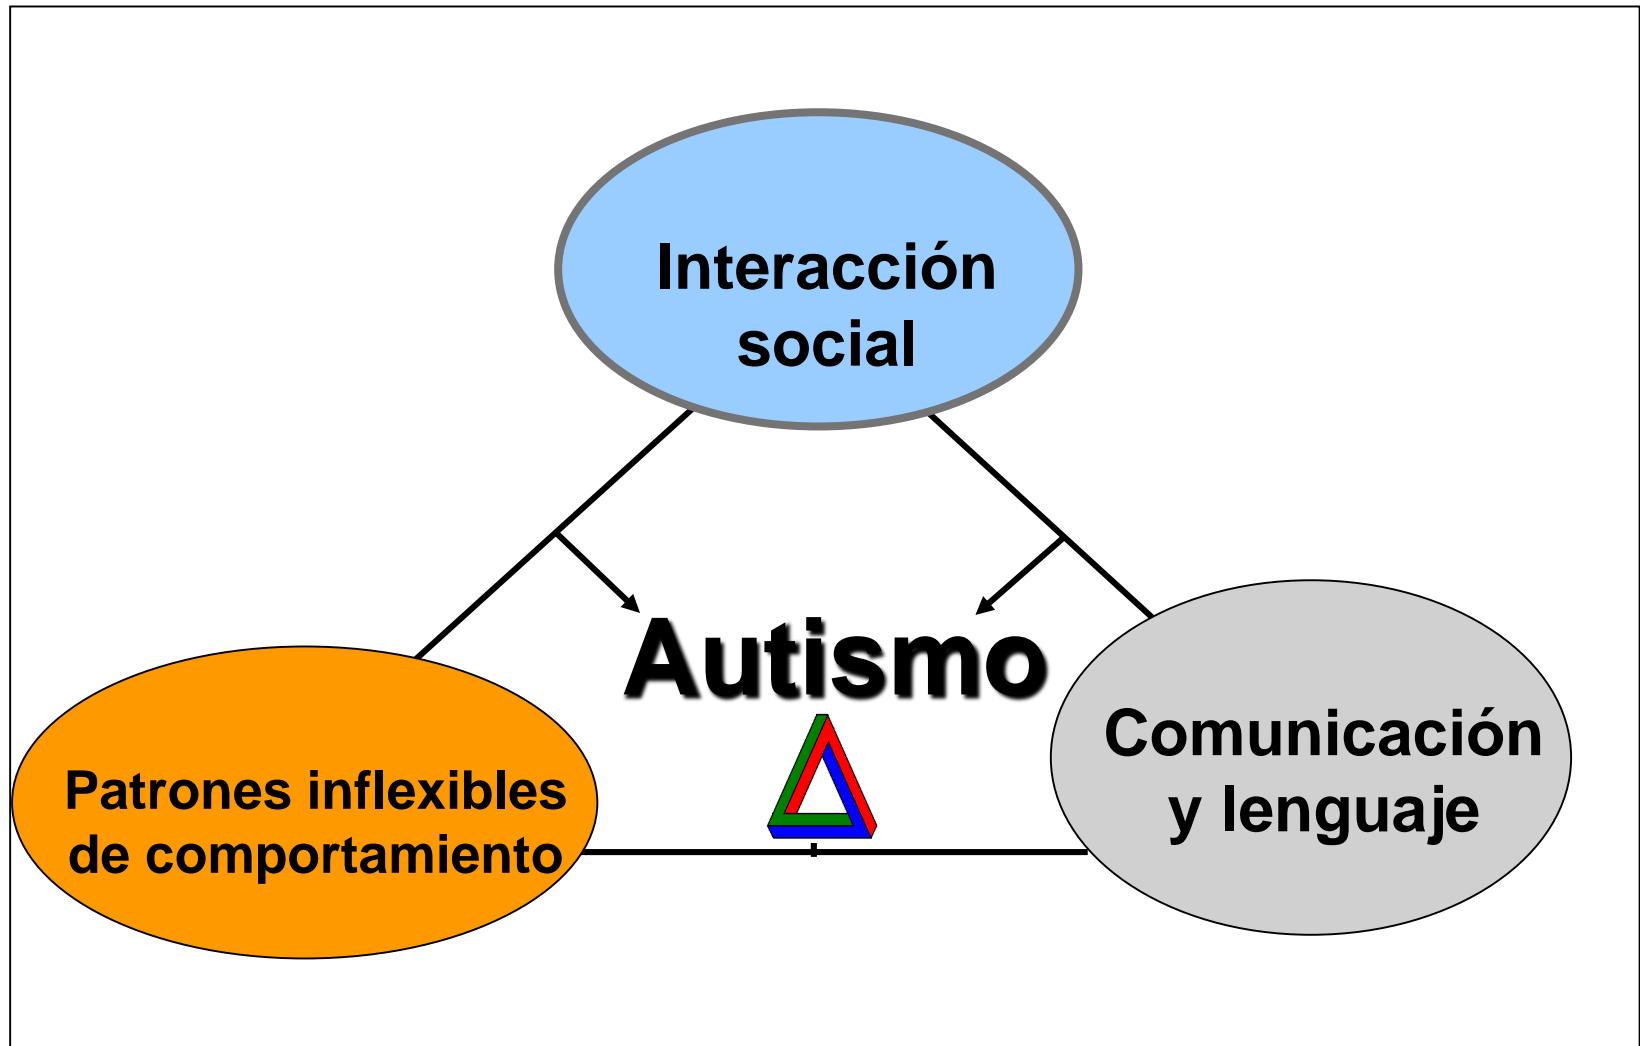 Interacción
social
Autismo
Comunicación
y lenguaje
Patrones inflexibles
de comportamiento